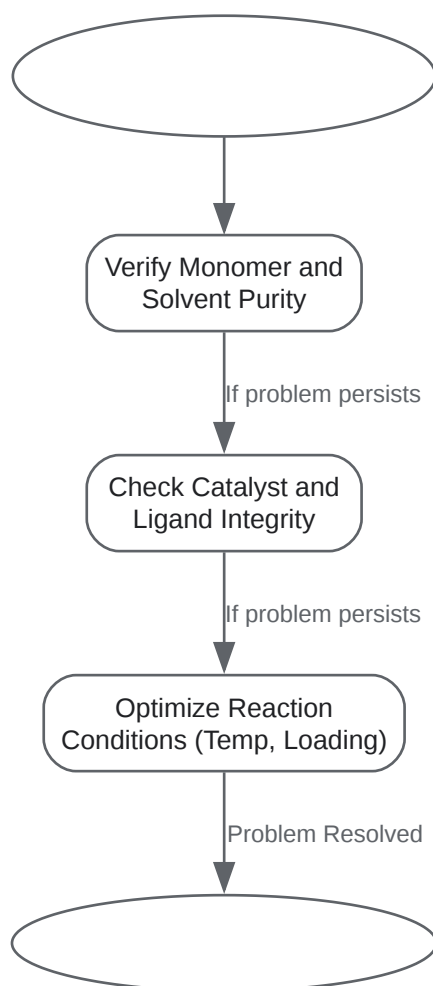 Verify Monomer and
Solvent Purity
If problem persists
Check Catalyst and
Ligand Integrity
If problem persists
Optimize Reaction
Conditions (Temp, Loading)
Problem Resolved